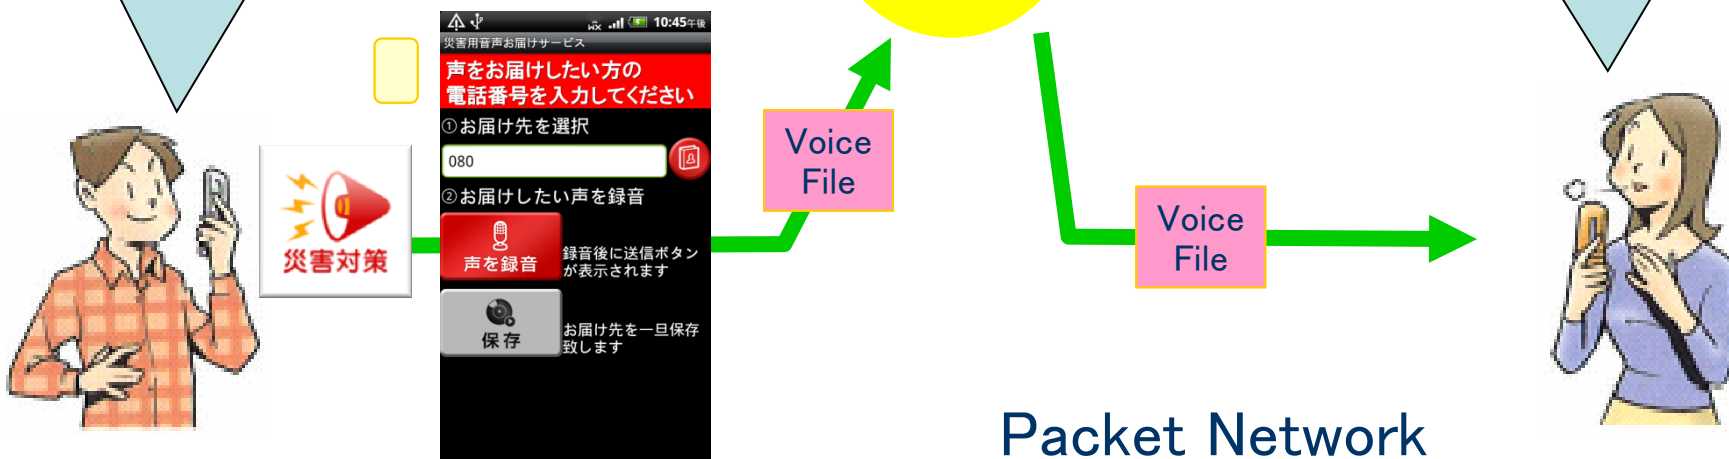 10:45午後
災害用音声お届けサービス
声をお届けしたい方の
電話番号を入力してください
①お届け先を選択
080
②お届けしたい声を録音
声を録音
録音後に送信ボタン
が表示されます
保存
お届け先を一旦保存
致します
災害対策
Voice
File
Voice
File
Packet Network